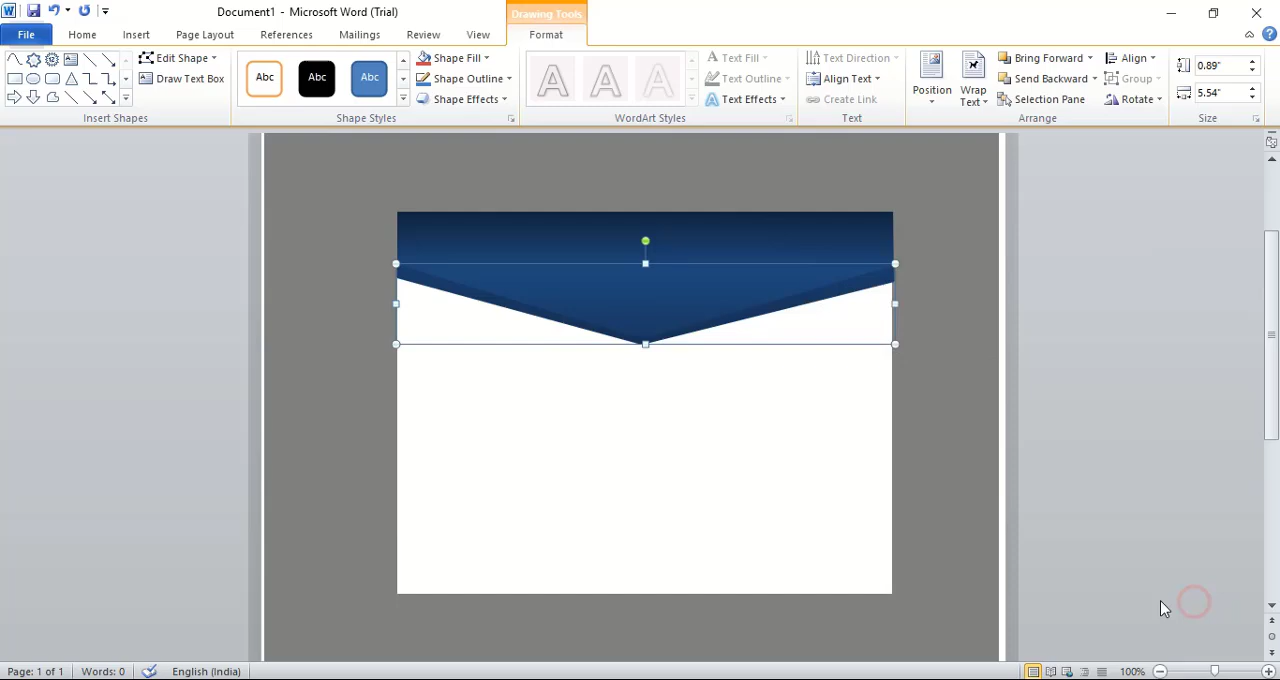 Document1 - Microsoft Word (Trial)
Drawing Tools
File Home Insert Page Layout References Mailings Review View Format
Edit Shape
Draw Text Box
Insert Shapes
Abc Abc Abc
Shape Fill
Shape Outline
Shape Effects
Shape Styles
A A A
Text Fill
Text Outline
Text Effects
WordArt Styles
Text Direction
Align Text
Create Link
Text
Position
Wrap
Text
Bring Forward
Send Backward
Selection Pane
Align
Group
Rotate
Arrange
0.89"
5.54"
Size
Page: 1 of 1 Words: 0 English (India) 100%